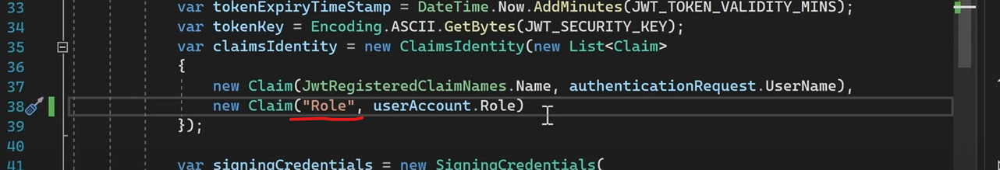 33 var tokenExpiryTimeStamp = DateTime.Now.AddMinutes(JWT_TOKEN_VALIDITY_MINS);
34 var tokenKey = Encoding.ASCII.GetBytes(JWT_SECURITY_KEY);
35 var claimsIdentity = new ClaimsIdentity(new List<Claim>
36 {
37 new Claim(JwtRegisteredClaimNames.Name, authenticationRequest.UserName),
38 new Claim("Role", userAccount.Role)
39 });
40
41 var signingCredentials = new SigningCredentials(